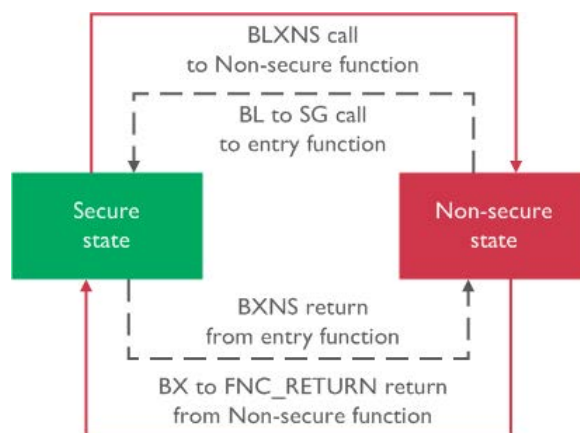 BLXNS call
to Non-secure function
BL to SG call
to entry function
Secure
state
Non-secure
state
BXNS return
from entry function
BX to FNC_RETURN return
from Non-secure function